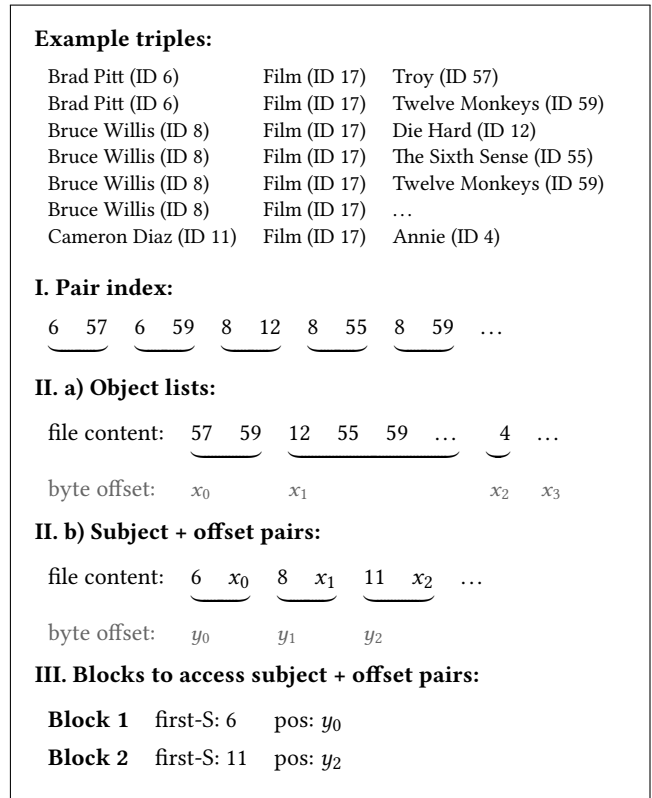 Example triples:
Brad Pitt (ID 6) Film (ID 17) Troy (ID 57)
Brad Pitt (ID 6) Film (ID 17) Twelve Monkeys (ID 59)
Bruce Willis (ID 8) Film (ID 17) Die Hard (ID 12)
Bruce Willis (ID 8) Film (ID 17) The Sixth Sense (ID 55)
Bruce Willis (ID 8) Film (ID 17) Twelve Monkeys (ID 59)
Bruce Willis (ID 8) Film (ID 17) ...
Cameron Diaz (ID 11) Film (ID 17) Annie (ID 4)
I. Pair index:
6 57 6 59 8 12 8 55 8 59 ...
II. a) Object lists:
file content: 57 59 12 55 59 ... 4 ...
byte offset: x₀ x₁ x₂ x₃
II. b) Subject + offset pairs:
file content: 6 x₀ 8 x₁ 11 x₂ ...
byte offset: y₀ y₁ y₂
III. Blocks to access subject + offset pairs:
Block 1 first-S: 6 pos: y₀
Block 2 first-S: 11 pos: y₂